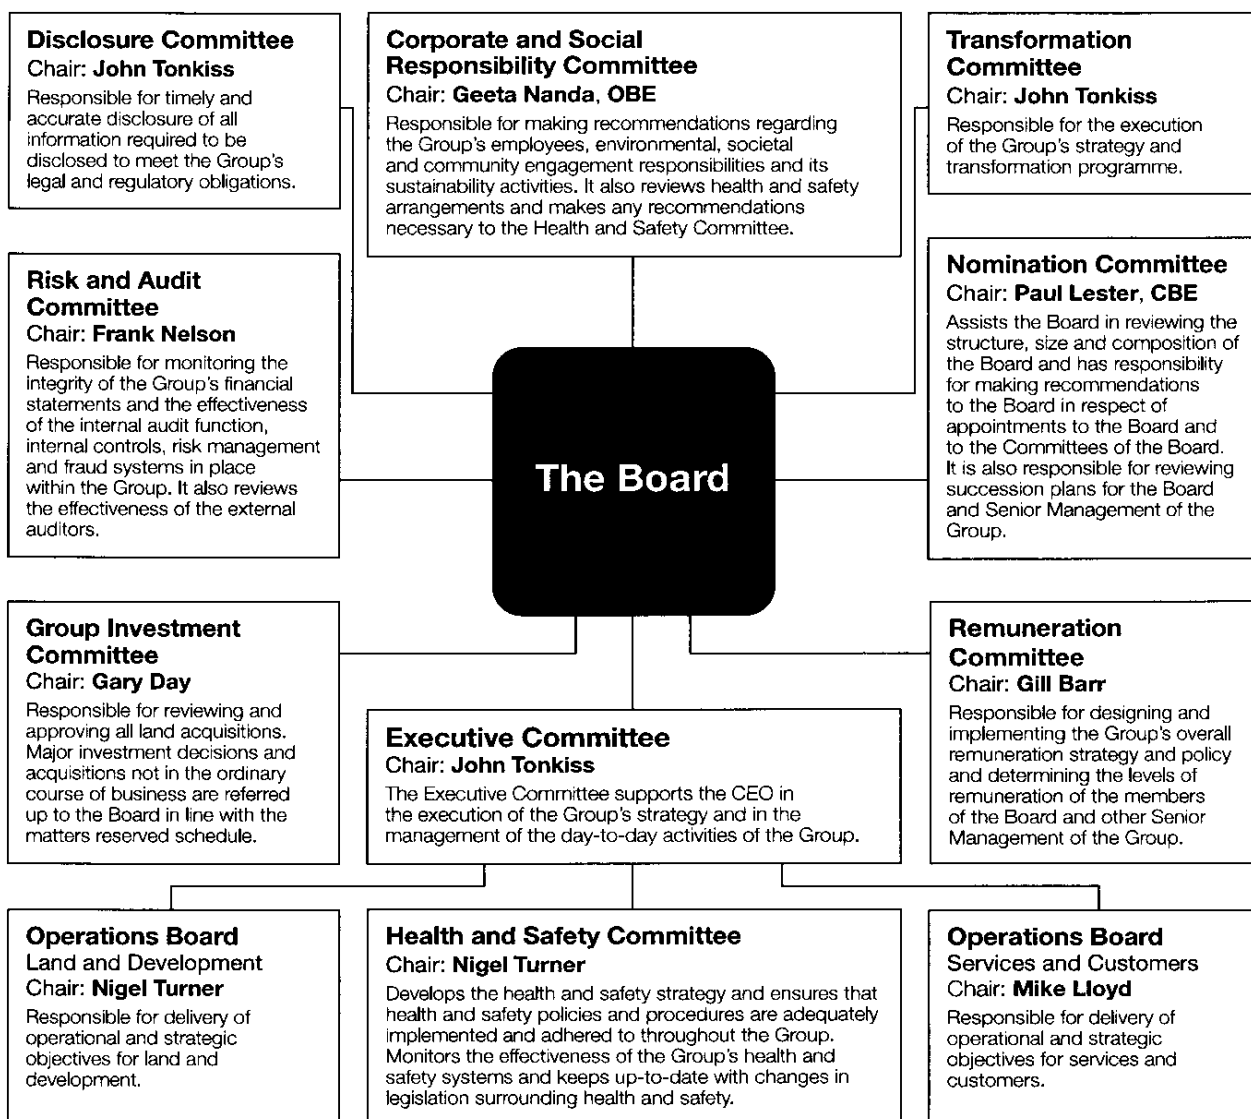 Disclosure Committee
Chair: John Tonkiss
Responsible for timely and
accurate disclosure of all
information required to be
disclosed to meet the Group's
legal and regulatory obligations.
Corporate and Social
Responsibility Committee
Chair: Geeta Nanda, OBE
Responsible for making recommendations regarding
the Group's employees, environmental, societal
and community engagement responsibilities and its
sustainability activities. It also reviews health and safety
arrangements and makes any recommendations
necessary to the Health and Safety Committee.
Transformation
Committee
Chair: John Tonkiss
Responsible for the execution
of the Group's strategy and
transformation programme.
Risk and Audit
Committee
Chair: Frank Nelson
Responsible for monitoring the
integrity of the Group's financial
statements and the effectiveness
of the internal audit function,
internal controls, risk management
and fraud systems in place
within the Group. It also reviews
the effectiveness of the external
auditors.
The Board
Nomination Committee
Chair: Paul Lester, CBE
Assists the Board in reviewing the
structure, size and composition of
the Board and has responsibility
for making recommendations
to the Board in respect of
appointments to the Board and
to the Committees of the Board.
It is also responsible for reviewing
succession plans for the Board
and Senior Management of the
Group.
Group Investment
Committee
Chair: Gary Day
Responsible for reviewing and
approving all land acquisitions.
Major investment decisions and
acquisitions not in the ordinary
course of business are referred
up to the Board in line with the
matters reserved schedule.
Executive Committee
Chair: John Tonkiss
The Executive Committee supports the CEO in
the execution of the Group's strategy and in the
management of the day-to-day activities of the Group.
Remuneration
Committee
Chair: Gill Barr
Responsible for designing and
implementing the Group's overall
remuneration strategy and policy
and determining the levels of
remuneration of the members
of the Board and other Senior
Management of the Group.
Operations Board
Land and Development
Chair: Nigel Turner
Responsible for delivery of
operational and strategic
objectives for land and
development.
Health and Safety Committee
Chair: Nigel Turner
Develops the health and safety strategy and ensures that
health and safety policies and procedures are adequately
implemented and adhered to throughout the Group.
Monitors the effectiveness of the Group's health and
safety systems and keeps up-to-date with changes in
legislation surrounding health and safety.
Operations Board
Services and Customers
Chair: Mike Lloyd
Responsible for delivery of
operational and strategic
objectives for services and
customers.